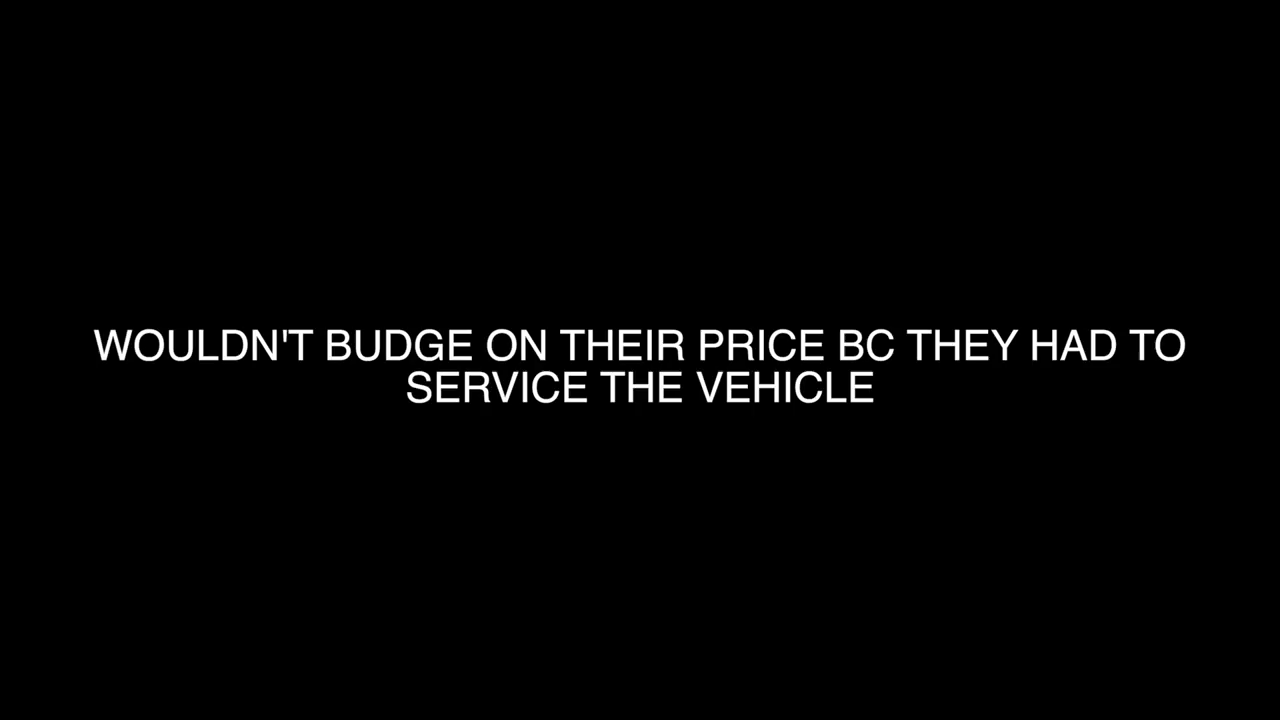 WOULDN'T BUDGE ON THEIR PRICE BC THEY HAD TO
SERVICE THE VEHICLE